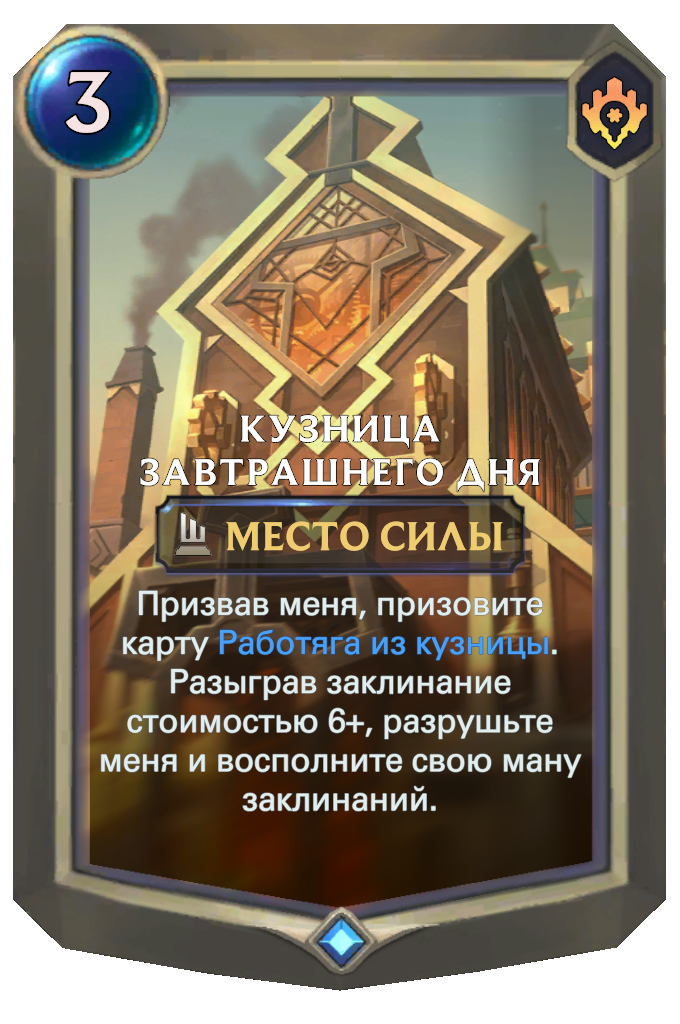 3
КУЗНИЦА
ЗАВТРАШНЕГО ДНЯ
МЕСТО СИЛЫ
Призвав меня, призовите
карту Работяга из кузницы.
Разыграв заклинание
стоимостью 6+, разрушьте
меня и восполните свою ману
заклинаний.